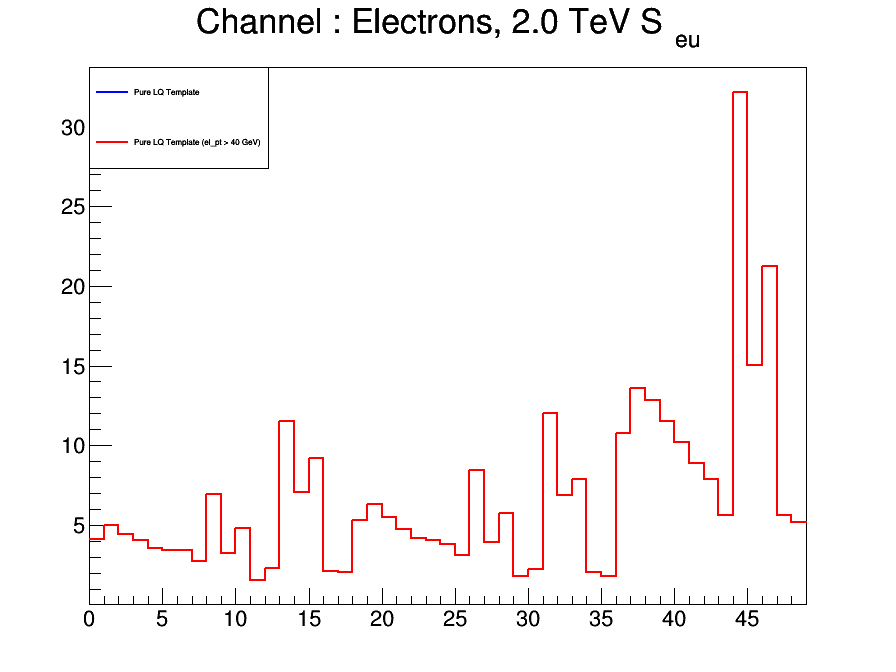 Channel : Electrons, 2.0 TeV S eu
Pure LQ Template
Pure LQ Template (el_pt > 40 GeV)
30
25
20
15
10
5
0 5 10 15 20 25 30 35 40 45